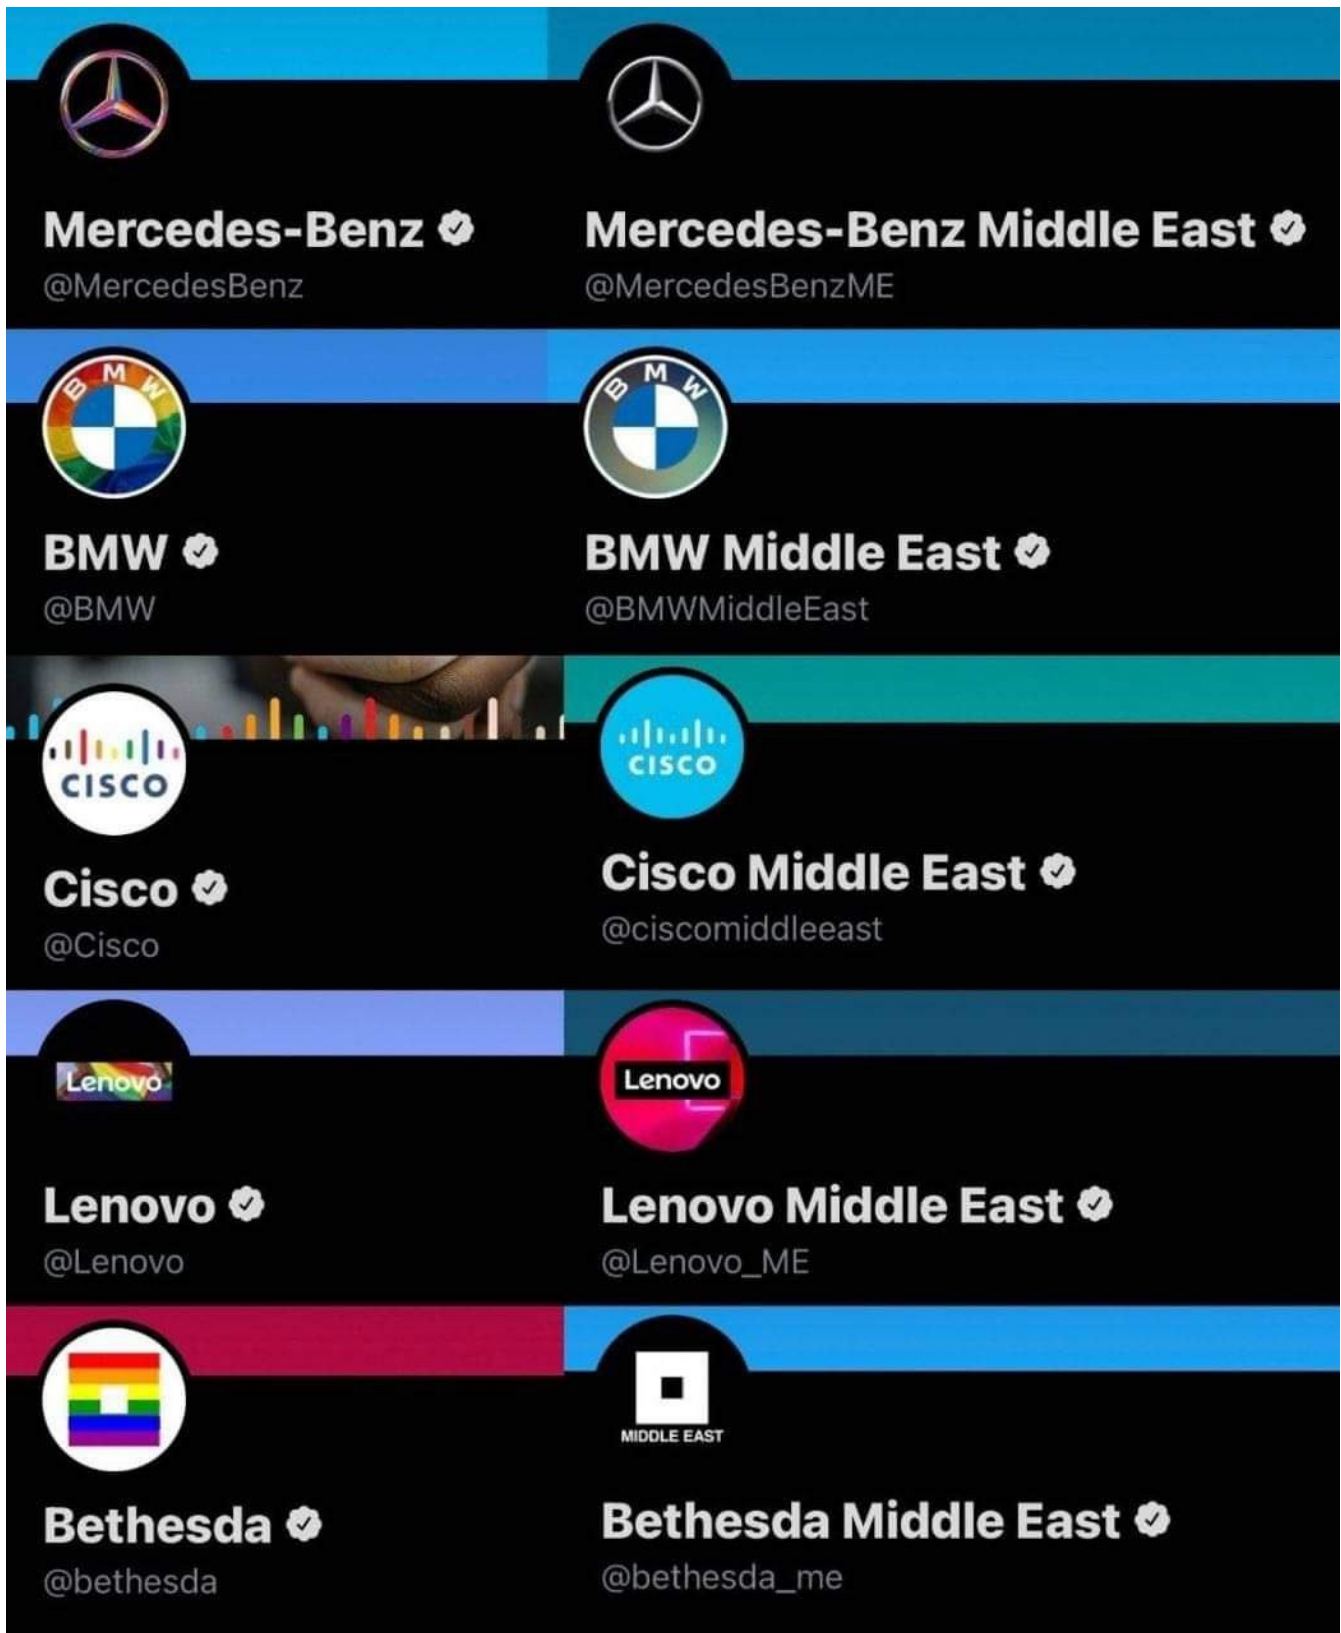 Mercedes-Benz
@MercedesBenz
Mercedes-Benz Middle East
@MercedesBenzME
BMW
BMW
@BMW
BMW
BMW Middle East
@BMWMiddleEast
CISCO
Cisco
@Cisco
CISCO
Cisco Middle East
@ciscomiddleeast
Lenovo
Lenovo
@Lenovo
Lenovo
Lenovo Middle East
@Lenovo_ME
Bethesda
@bethesda
MIDDLE EAST
Bethesda Middle East
@bethesda_me